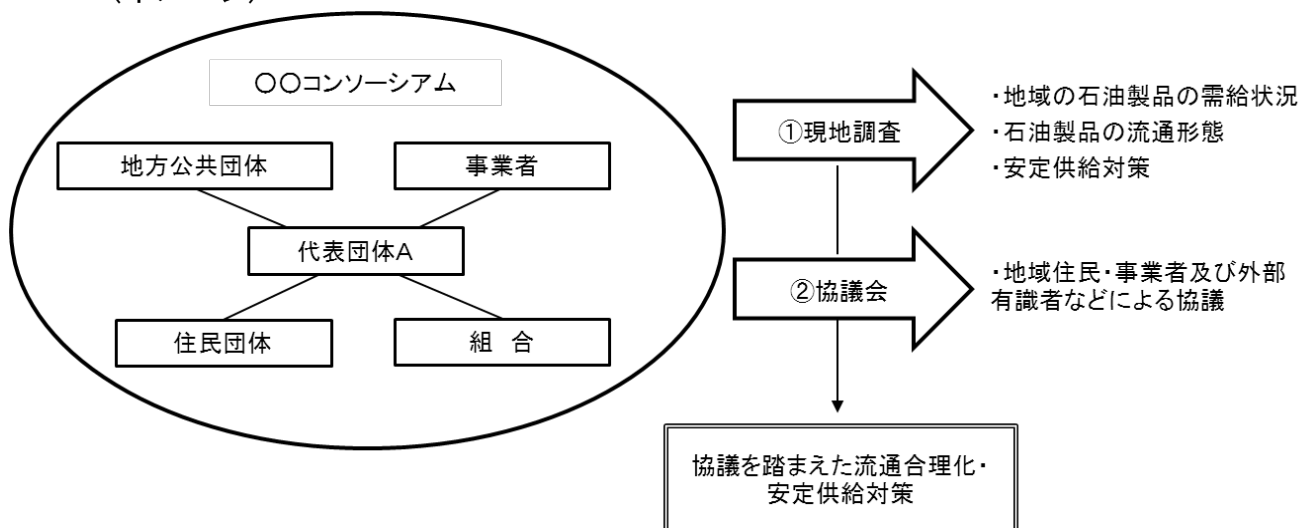 〇〇コンソーシアム
地方公共団体
事業者
代表団体A
住民団体
組 合
①現地調査
・地域の石油製品の需給状況
・石油製品の流通形態
・安定供給対策
②協議会
・地域住民・事業者及び外部
有識者などによる協議
協議を踏まえた流通合理化・
安定供給対策